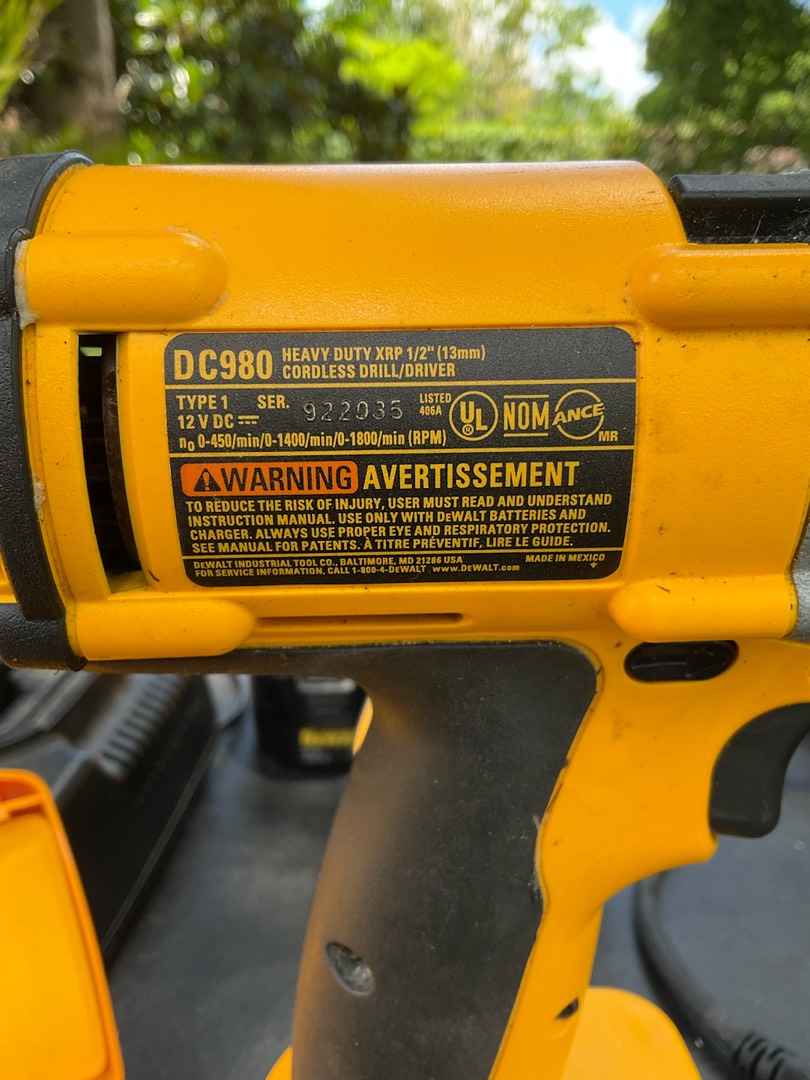 DC980 HEAVY DUTY XRP 1/2" (13mm)
CORDLESS DRILL/DRIVER
TYPE 1 SER. 922035 LISTED
12 V DC 406A UL NOM ANCE
MR
n₀ 0-450/min/0-1400/min/0-1800/min (RPM)
WARNING AVERTISSEMENT
TO REDUCE THE RISK OF INJURY, USER MUST READ AND UNDERSTAND
INSTRUCTION MANUAL. USE ONLY WITH DEWALT BATTERIES AND
CHARGER. ALWAYS USE PROPER EYE AND RESPIRATORY PROTECTION.
SEE MANUAL FOR PATENTS. À TITRE PRÉVENTIF, LIRE LE GUIDE.
DEWALT INDUSTRIAL TOOL CO., BALTIMORE, MD 21286 USA MADE IN MEXICO
FOR SERVICE INFORMATION, CALL 1-800-4-DEWALT www.DEWALT.com
DEWALT